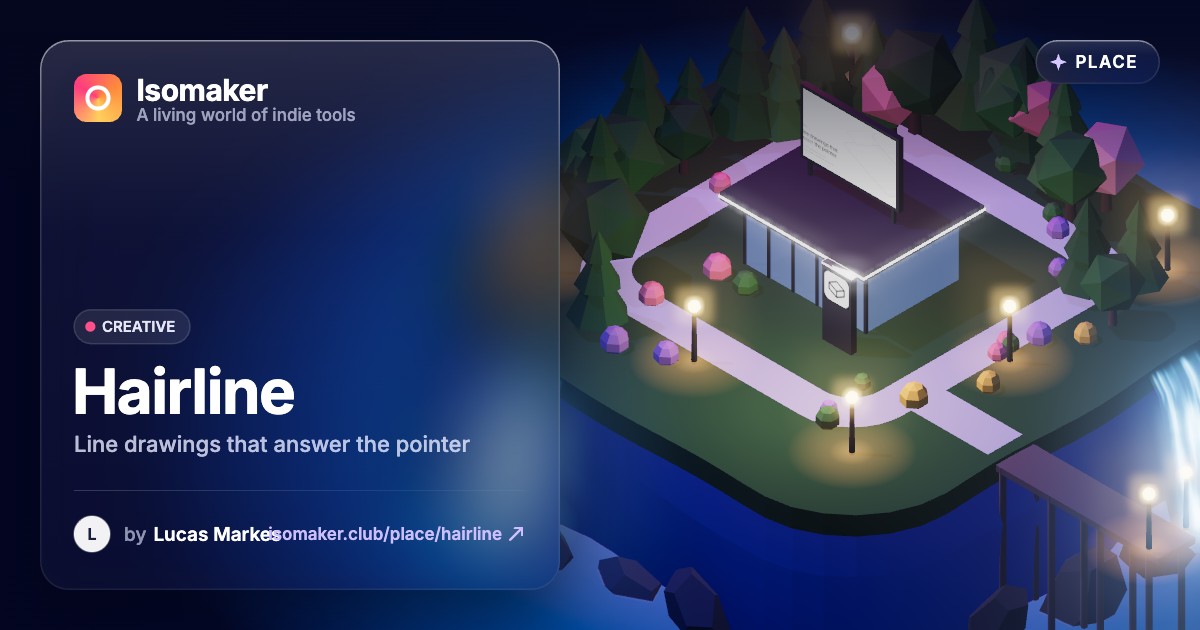 Isomaker
A living world of indie tools
PLACE
CREATIVE
Hairline
Line drawings that answer the pointer
L
by Lucas Markes
isomaker.club/place/hairline ↗